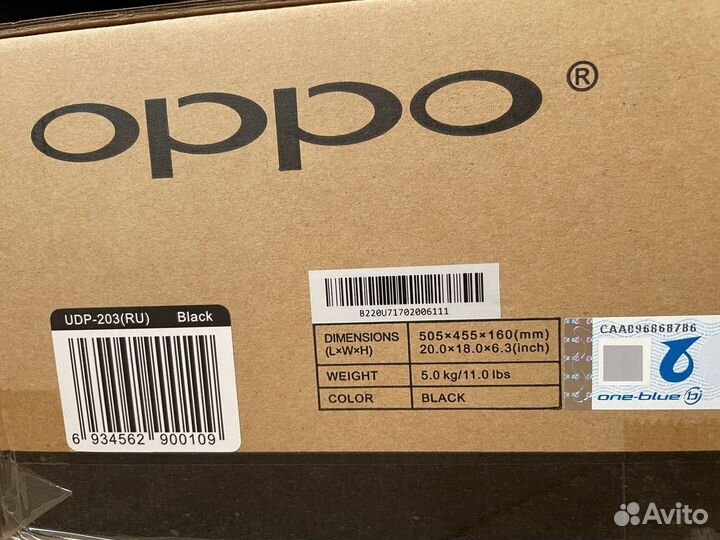 oppo®
UDP-203(RU) Black
6 934562 900109
B220U71702006111
DIMENSIONS (L×W×H)
505×455×160(mm)
20.0×18.0×6.3(inch)
WEIGHT 5.0 kg/11.0 lbs
COLOR BLACK
CAA096668786
one-blue
Avito